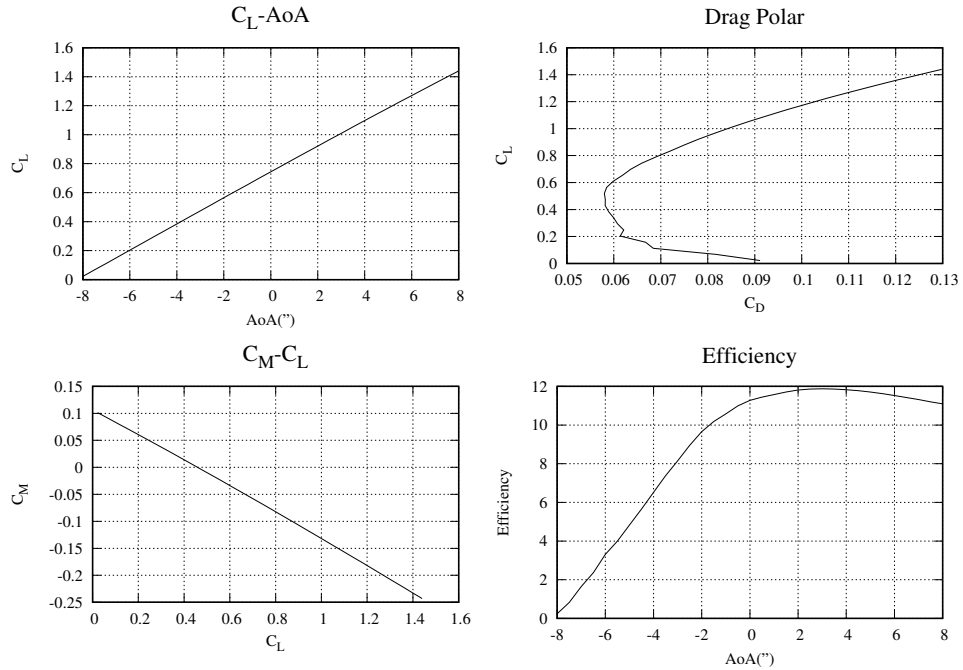 C_L-AoA
1.6
1.4
1.2
1
0.8
0.6
0.4
0.2
0
C_L
-8 -6 -4 -2 0 2 4 6 8
AoA(”)
Drag Polar
1.6
1.4
1.2
1
0.8
0.6
0.4
0.2
0
C_L
0.05 0.06 0.07 0.08 0.09 0.1 0.11 0.12 0.13
C_D
C_M-C_L
0.15
0.1
0.05
0
-0.05
-0.1
-0.15
-0.2
-0.25
C_M
0 0.2 0.4 0.6 0.8 1 1.2 1.4 1.6
C_L
Efficiency
12
10
8
6
4
2
0
Efficiency
-8 -6 -4 -2 0 2 4 6 8
AoA(”)